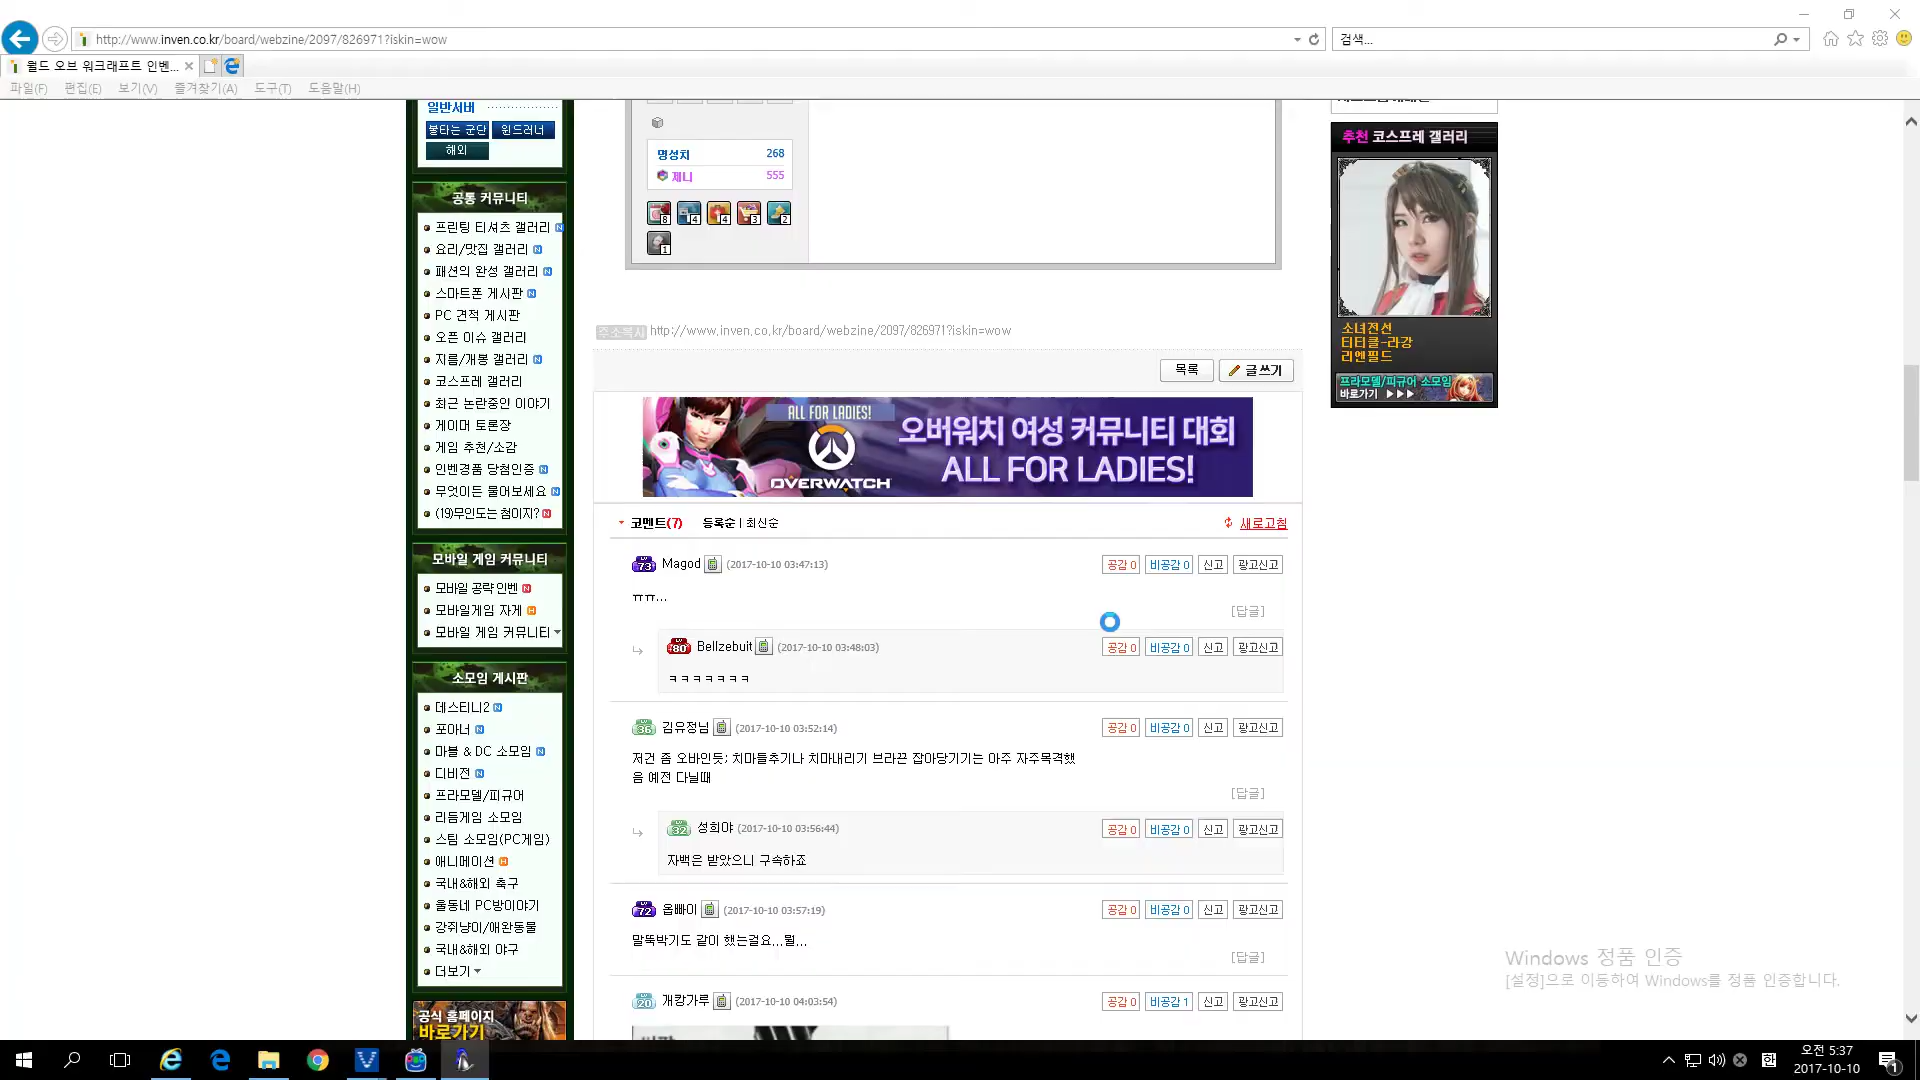 http://www.inven.co.kr/board/webzine/2097/826971?iskin=wow
검색...
월드 오브 워크래프트 인벤...
파일(F) 편집(E) 보기(V) 즐겨찾기(A) 도구(T) 도움말(H)
일반서버
불타는 군단 윈드러너
해외
공통 커뮤니티
프린팅 티셔츠 갤러리 N
요리/맛집 갤러리 N
패션의 완성 갤러리 N
스마트폰 게시판 N
PC 견적 게시판
오픈 이슈 갤러리
지름/개봉 갤러리 N
코스프레 갤러리
최근 논란중인 이야기
게이머 토론장
게임 추천/소감
인벤경품 당첨인증 N
무엇이든 물어보세요 N
(19)무인도는 첨이지? N
모바일 게임 커뮤니티
모바일 공략 인벤 N
모바일게임 자게 H
모바일 게임 커뮤니티
소모임 게시판
데스티니2 N
포아너 N
마블 & DC 소모임 N
디비전 N
프라모델/피규어
리듬게임 소모임
스팀 소모임(PC게임)
애니메이션 H
국내&해외 축구
울동네 PC방이야기
강쥐냥이/애완동물
국내&해외 야구
더보기
공식 홈페이지
바로가기
명성치 268
제니 555
8 4 4 3 2
1
주소복사 http://www.inven.co.kr/board/webzine/2097/826971?iskin=wow
목록 글쓰기
ALL FOR LADIES!
OVERWATCH
오버워치 여성 커뮤니티 대회
ALL FOR LADIES!
코멘트(7) 등록순 | 최신순 새로고침
LV 73 Magod (2017-10-10 03:47:13) 공감 0 비공감 0 신고 광고신고
ㅠㅠ...
[답글]
LV 80 Bellzebuit (2017-10-10 03:48:03) 공감 0 비공감 0 신고 광고신고
ㅋㅋㅋㅋㅋㅋㅋ
LV 36 김유정님 (2017-10-10 03:52:14) 공감 0 비공감 0 신고 광고신고
저건 좀 오바인듯; 치마들추기나 치마내리기 브라끈 잡아당기기는 아주 자주목격했
음 예전 다닐때
[답글]
LV 32 성희야 (2017-10-10 03:56:44) 공감 0 비공감 0 신고 광고신고
자백은 받았으니 구속하죠
LV 72 옵빠이 (2017-10-10 03:57:19) 공감 0 비공감 0 신고 광고신고
말뚝박기도 같이 했는걸요...뭘...
[답글]
LV 20 개캉가루 (2017-10-10 04:03:54) 공감 0 비공감 1 신고 광고신고
추천 코스프레 갤러리
소녀전선
티티클-라강
리엔필드
프라모델/피규어 소모임
바로가기 ▶▶▶
Windows 정품 인증
[설정]으로 이동하여 Windows를 정품 인증합니다.
한
오전 5:37
2017-10-10
1